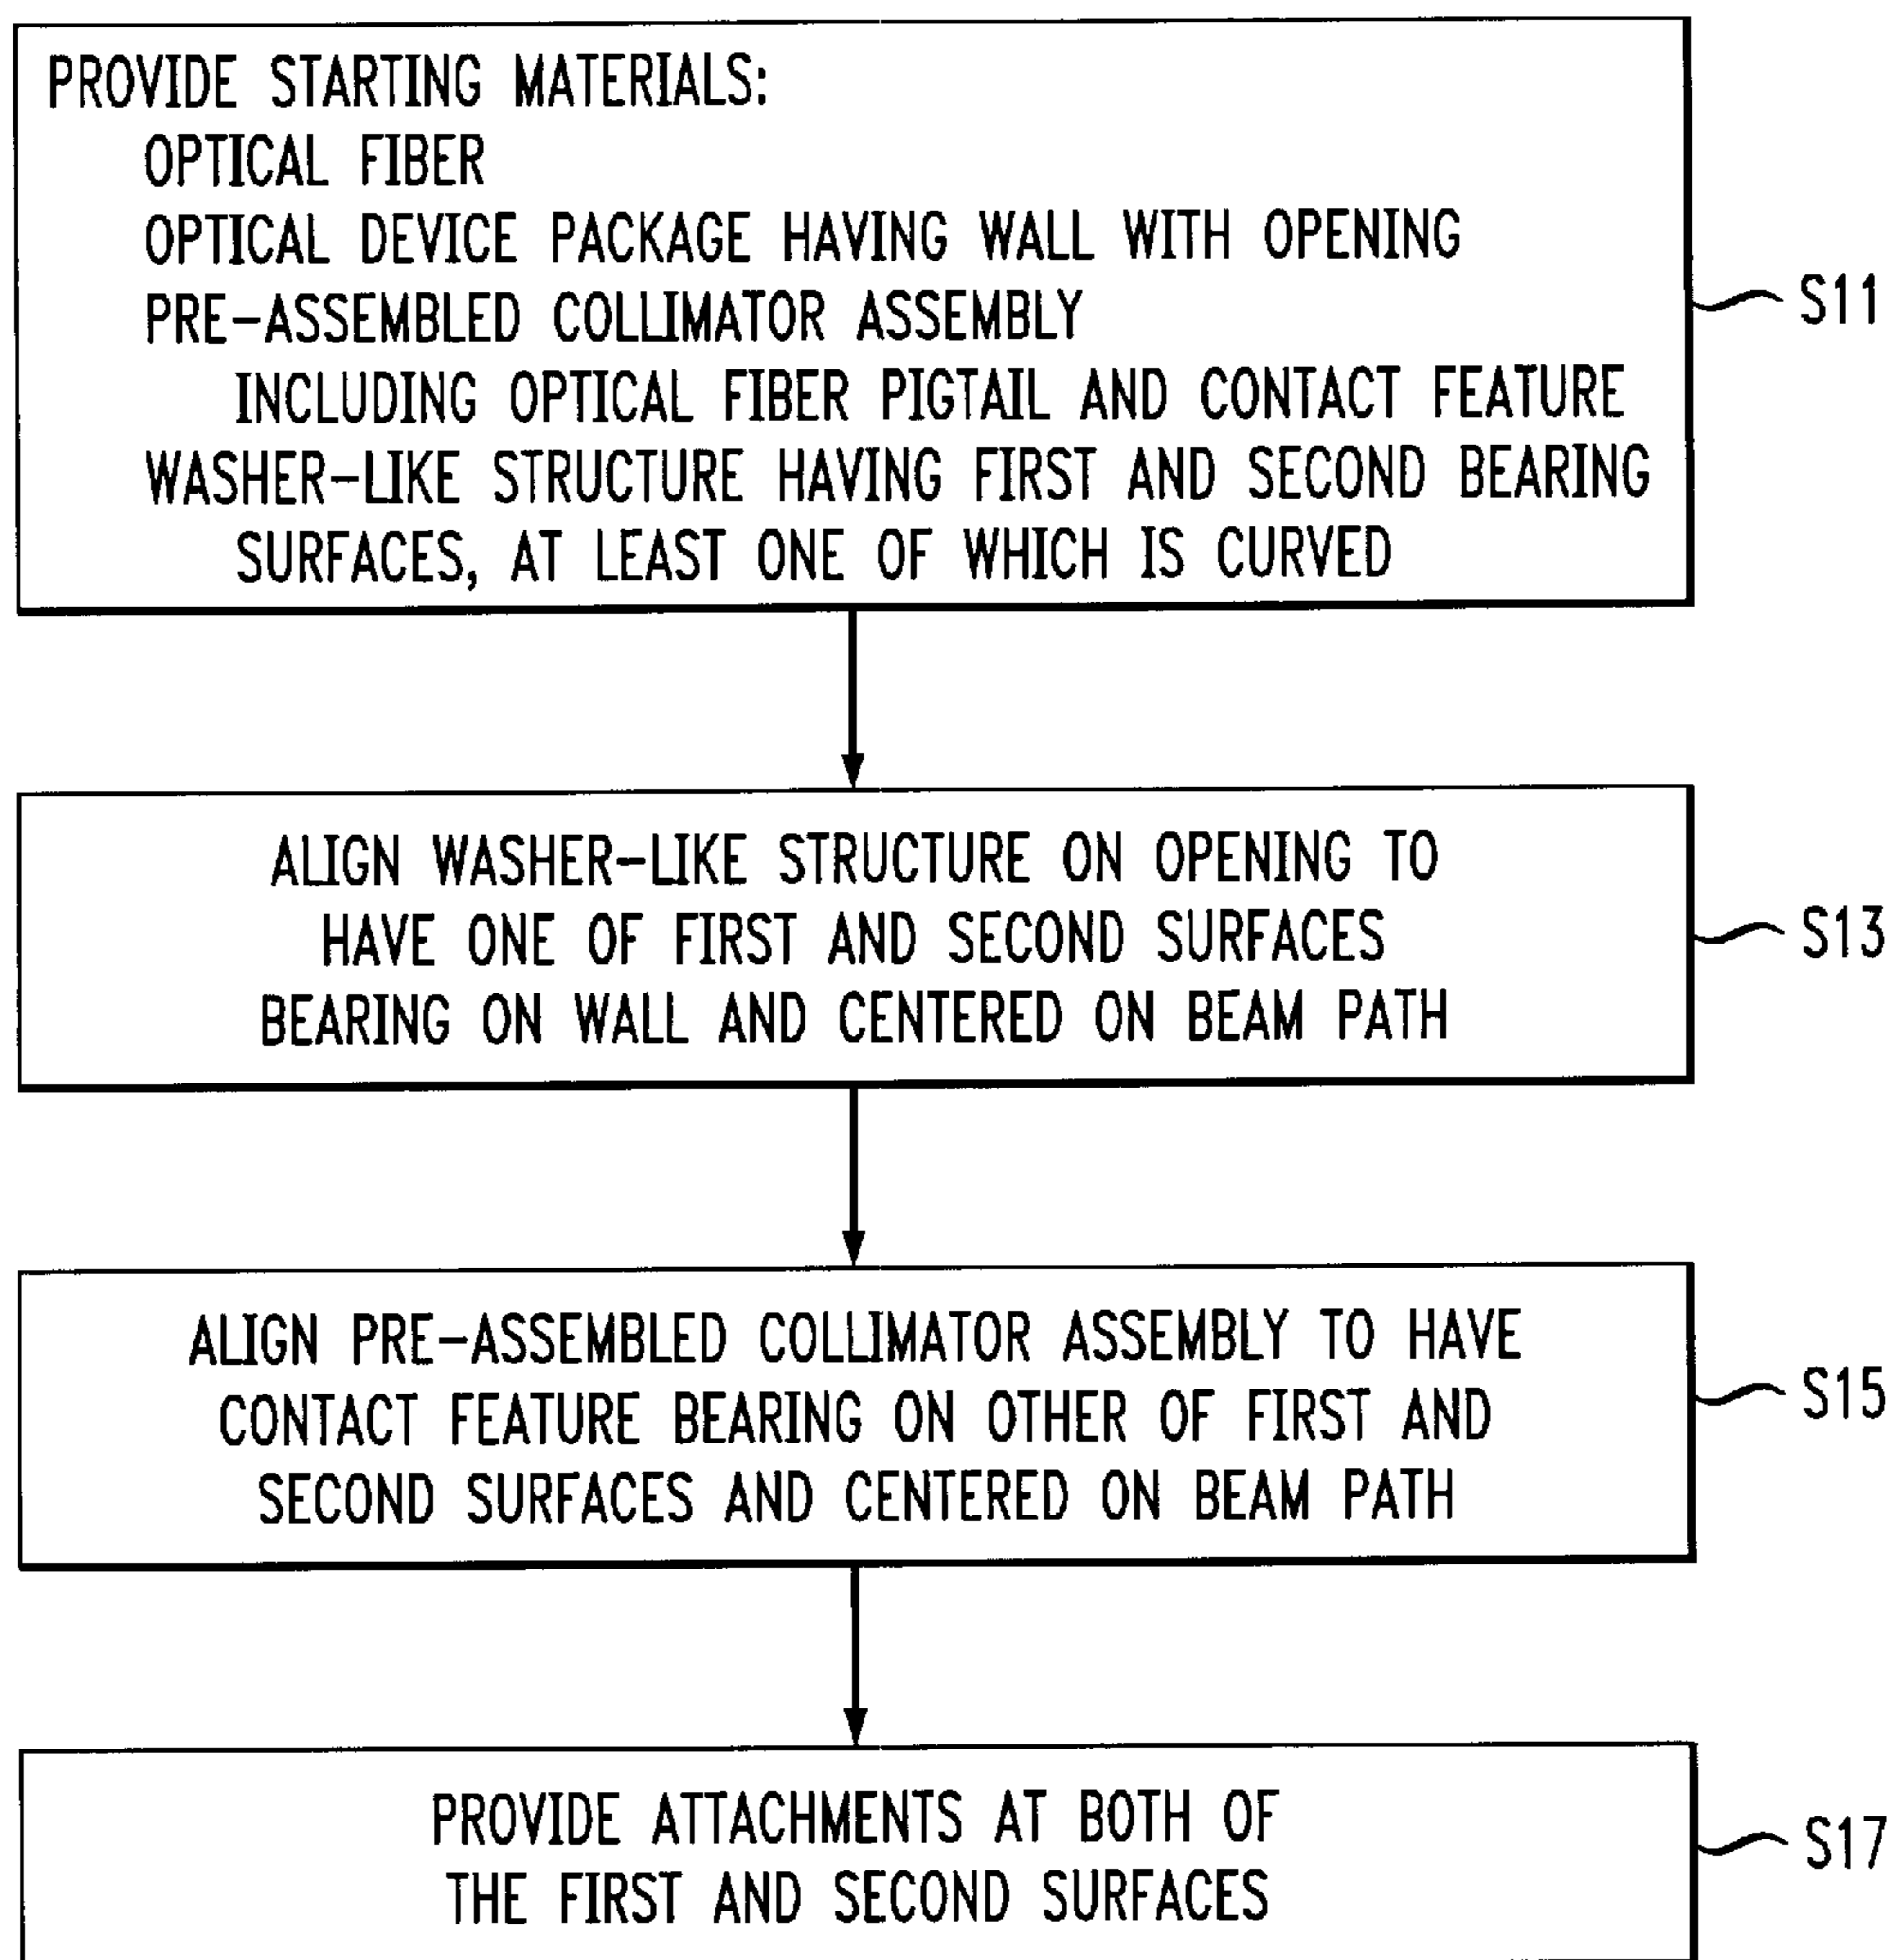 PROVIDE STARTING MATERIALS:
OPTICAL FIBER
OPTICAL DEVICE PACKAGE HAVING WALL WITH OPENING
PRE-ASSEMBLED COLLIMATOR ASSEMBLY
INCLUDING OPTICAL FIBER PIGTAIL AND CONTACT FEATURE
WASHER-LIKE STRUCTURE HAVING FIRST AND SECOND BEARING
SURFACES, AT LEAST ONE OF WHICH IS CURVED
S11
ALIGN WASHER-LIKE STRUCTURE ON OPENING TO
HAVE ONE OF FIRST AND SECOND SURFACES
BEARING ON WALL AND CENTERED ON BEAM PATH
S13
ALIGN PRE-ASSEMBLED COLLIMATOR ASSEMBLY TO HAVE
CONTACT FEATURE BEARING ON OTHER OF FIRST AND
SECOND SURFACES AND CENTERED ON BEAM PATH
S15
PROVIDE ATTACHMENTS AT BOTH OF
THE FIRST AND SECOND SURFACES
S17